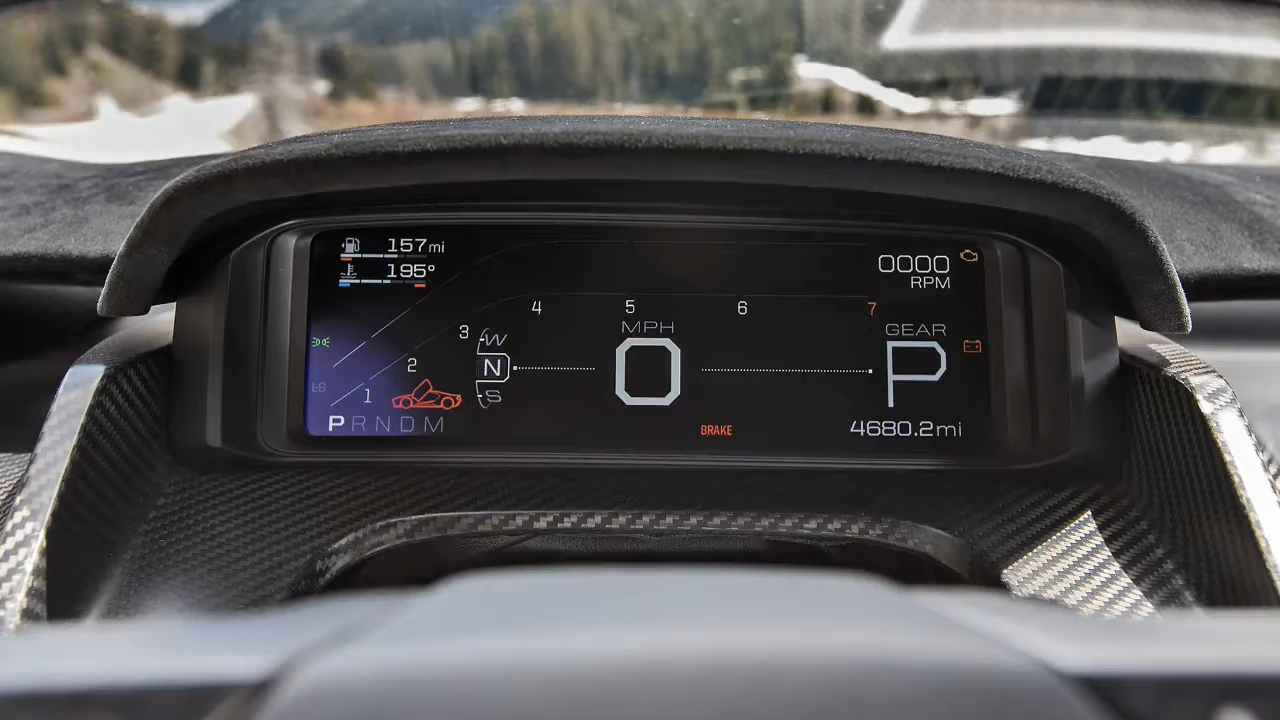 157mi
195°
0000
RPM
1 2 3 4 5 6 7
MPH
0
GEAR
P
W
N
S
PRNDM
BRAKE
4680.2mi